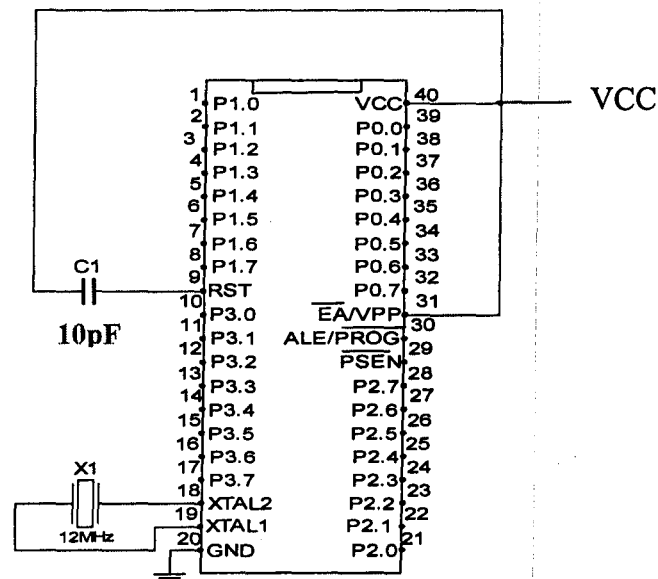 VCC
1 P1.0
2 P1.1
3 P1.2
4 P1.3
5 P1.4
6 P1.5
7 P1.6
8 P1.7
9 RST
10 P3.0
11 P3.1
12 P3.2
13 P3.3
14 P3.4
15 P3.5
16 P3.6
17 P3.7
18 XTAL2
19 XTAL1
20 GND
VCC 40
P0.0 39
P0.1 38
P0.2 37
P0.3 36
P0.4 35
P0.5 34
P0.6 33
P0.7 32
EA/VPP 31
ALE/PROG 30
PSEN 29
P2.7 28
P2.6 27
P2.5 26
P2.4 25
P2.3 24
P2.2 23
P2.1 22
P2.0 21
C1
10pF
X1
12MHz